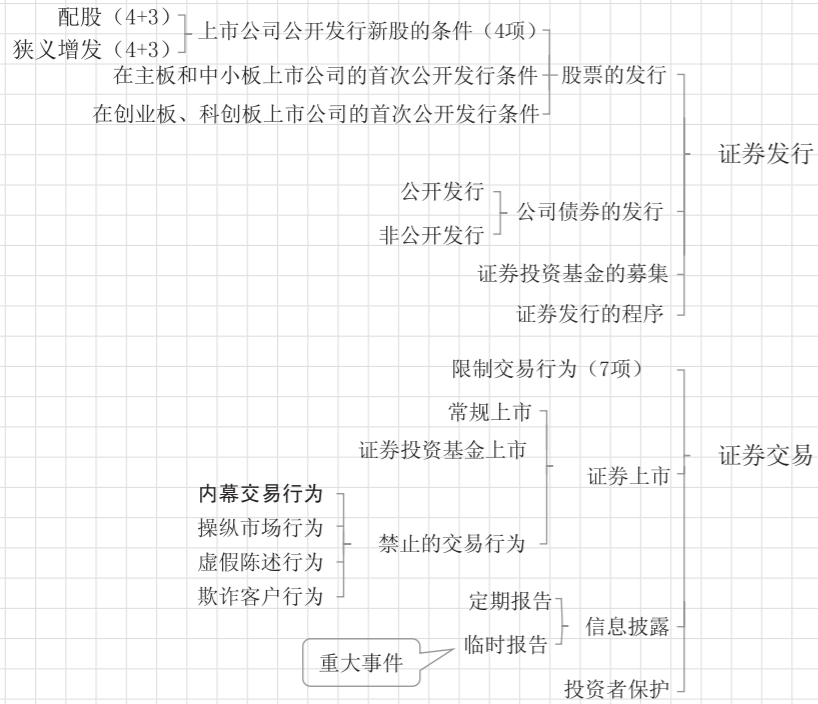 配股（4+3）
上市公司公开发行新股的条件（4项）
狭义增发（4+3）
在主板和中小板上市公司的首次公开发行条件
股票的发行
在创业板、科创板上市公司的首次公开发行条件
证券发行
公开发行
公司债券的发行
非公开发行
证券投资基金的募集
证券发行的程序
限制交易行为（7项）
常规上市
证券投资基金上市
证券交易
证券上市
内幕交易行为
操纵市场行为
禁止的交易行为
虚假陈述行为
欺诈客户行为
定期报告
信息披露
临时报告
重大事件
投资者保护